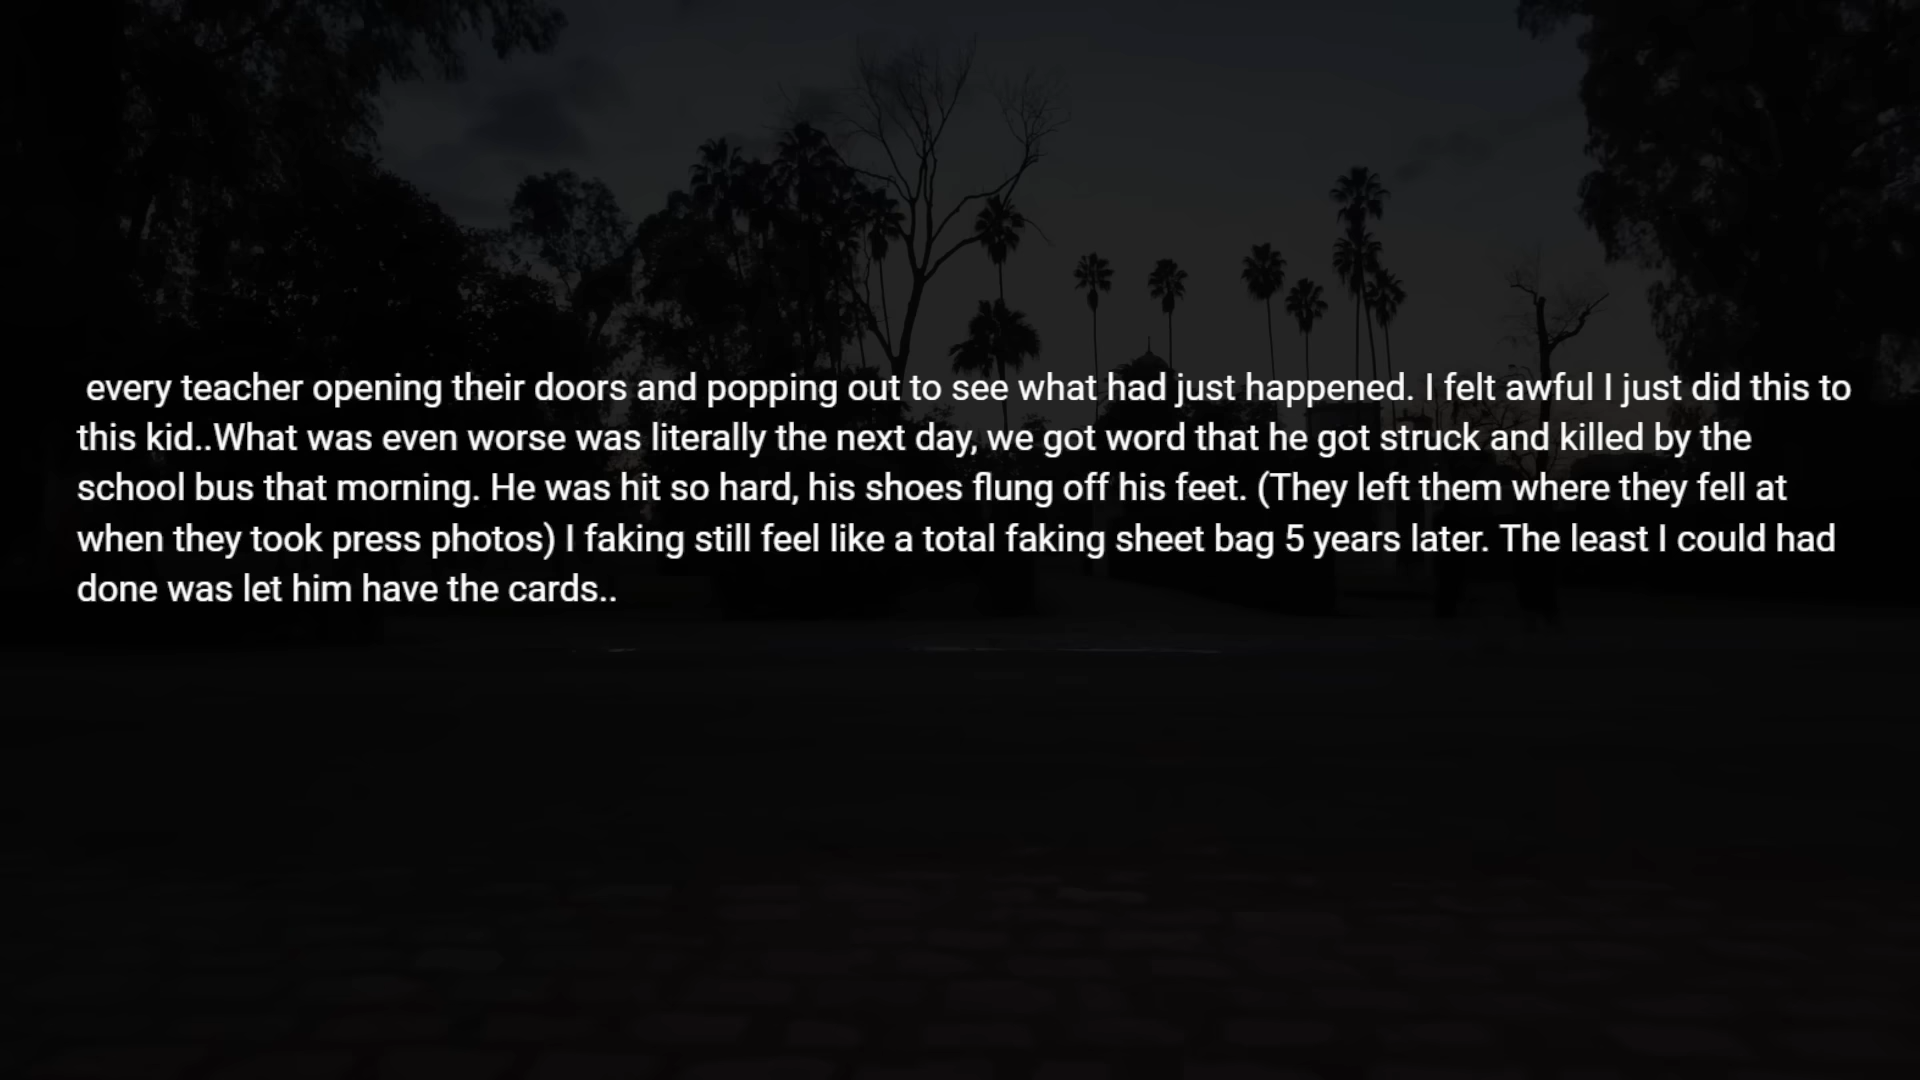 every teacher opening their doors and popping out to see what had just happened. I felt awful I just did this to
this kid..What was even worse was literally the next day, we got word that he got struck and killed by the
school bus that morning. He was hit so hard, his shoes flung off his feet. (They left them where they fell at
when they took press photos) I faking still feel like a total faking sheet bag 5 years later. The least I could had
done was let him have the cards..